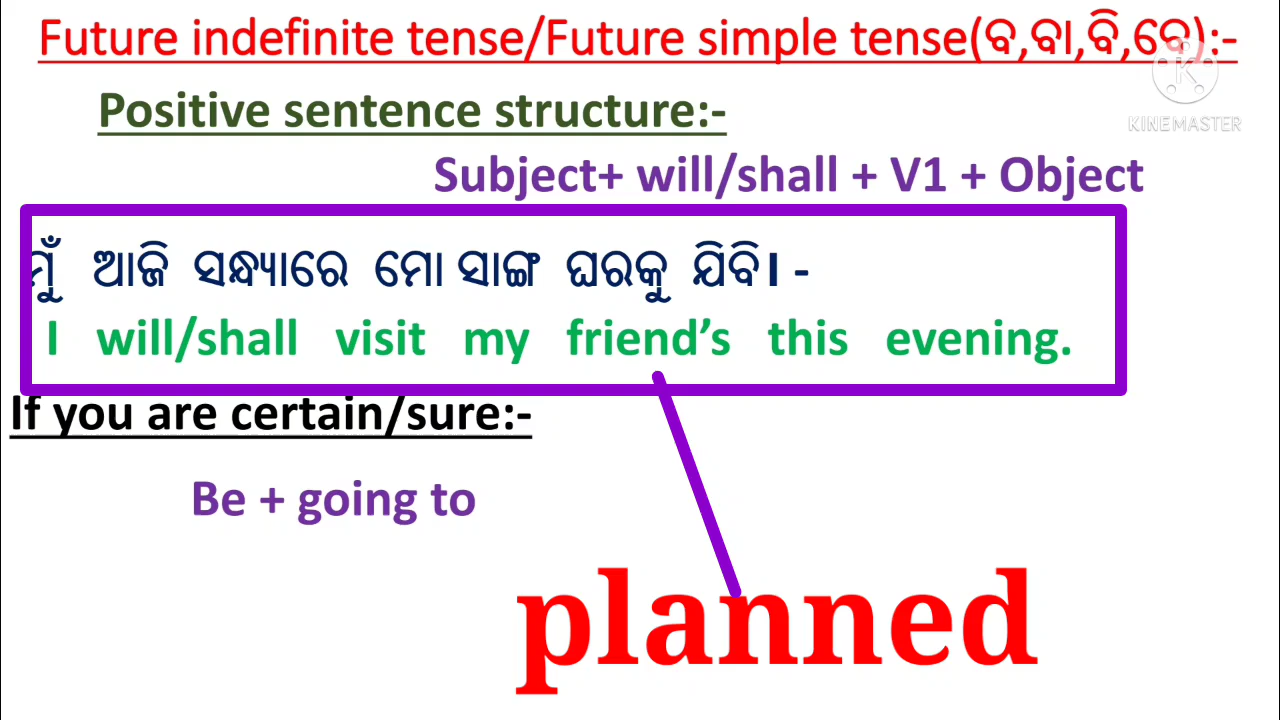 Future indefinite tense/Future simple tense(ବ,ବା,ବି,ବେ):-
KINEMASTER
Positive sentence structure:-
Subject+ will/shall + V1 + Object
ମୁଁ ଆଜି ସନ୍ଧ୍ୟାରେ ମୋ ସାଙ୍ଗ ଘରକୁ ଯିବି। -
I will/shall visit my friend’s this evening.
If you are certain/sure:-
Be + going to
planned